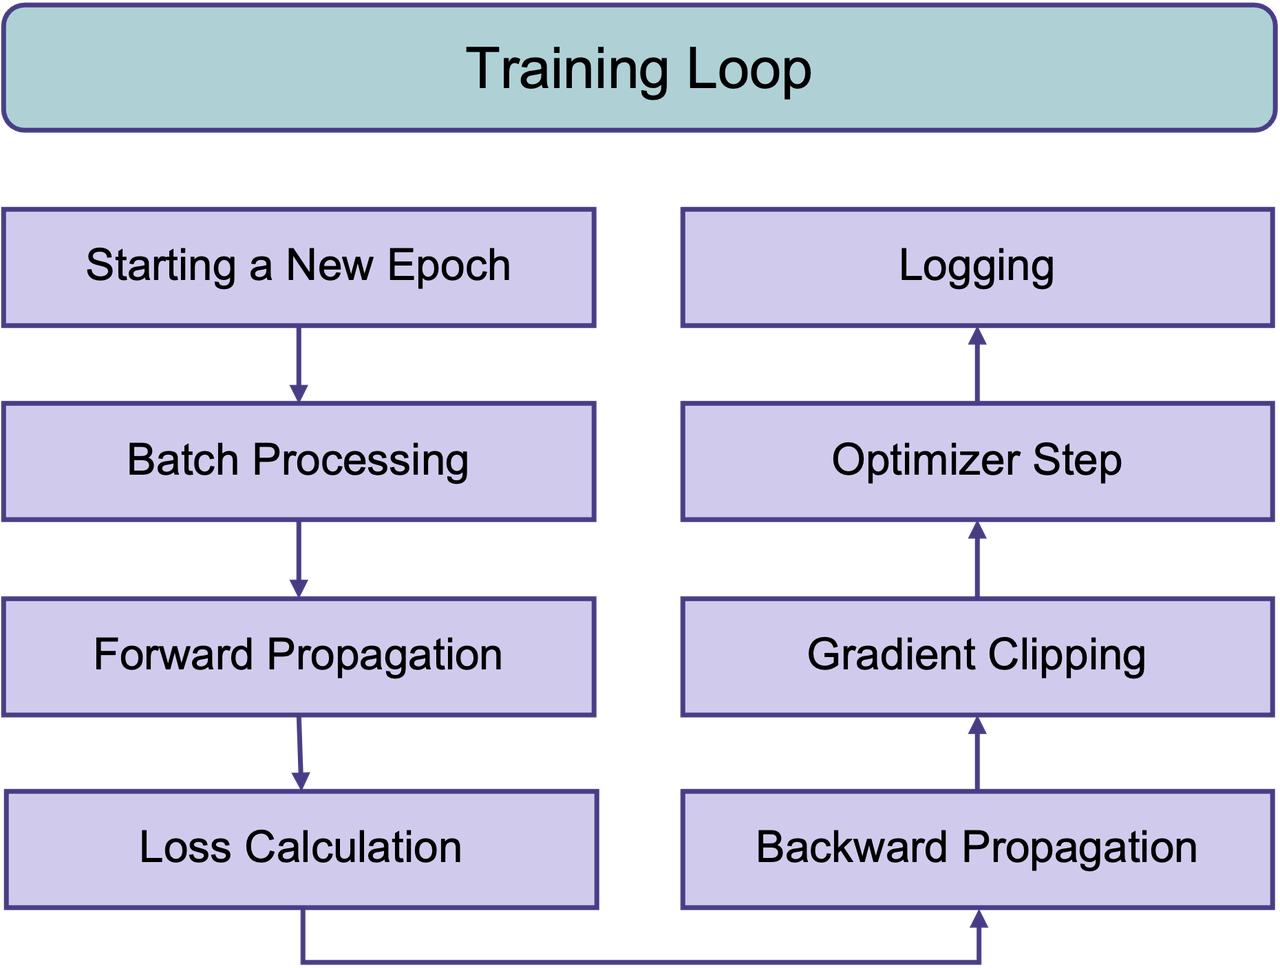 Training Loop
Starting a New Epoch
Batch Processing
Forward Propagation
Loss Calculation
Backward Propagation
Gradient Clipping
Optimizer Step
Logging